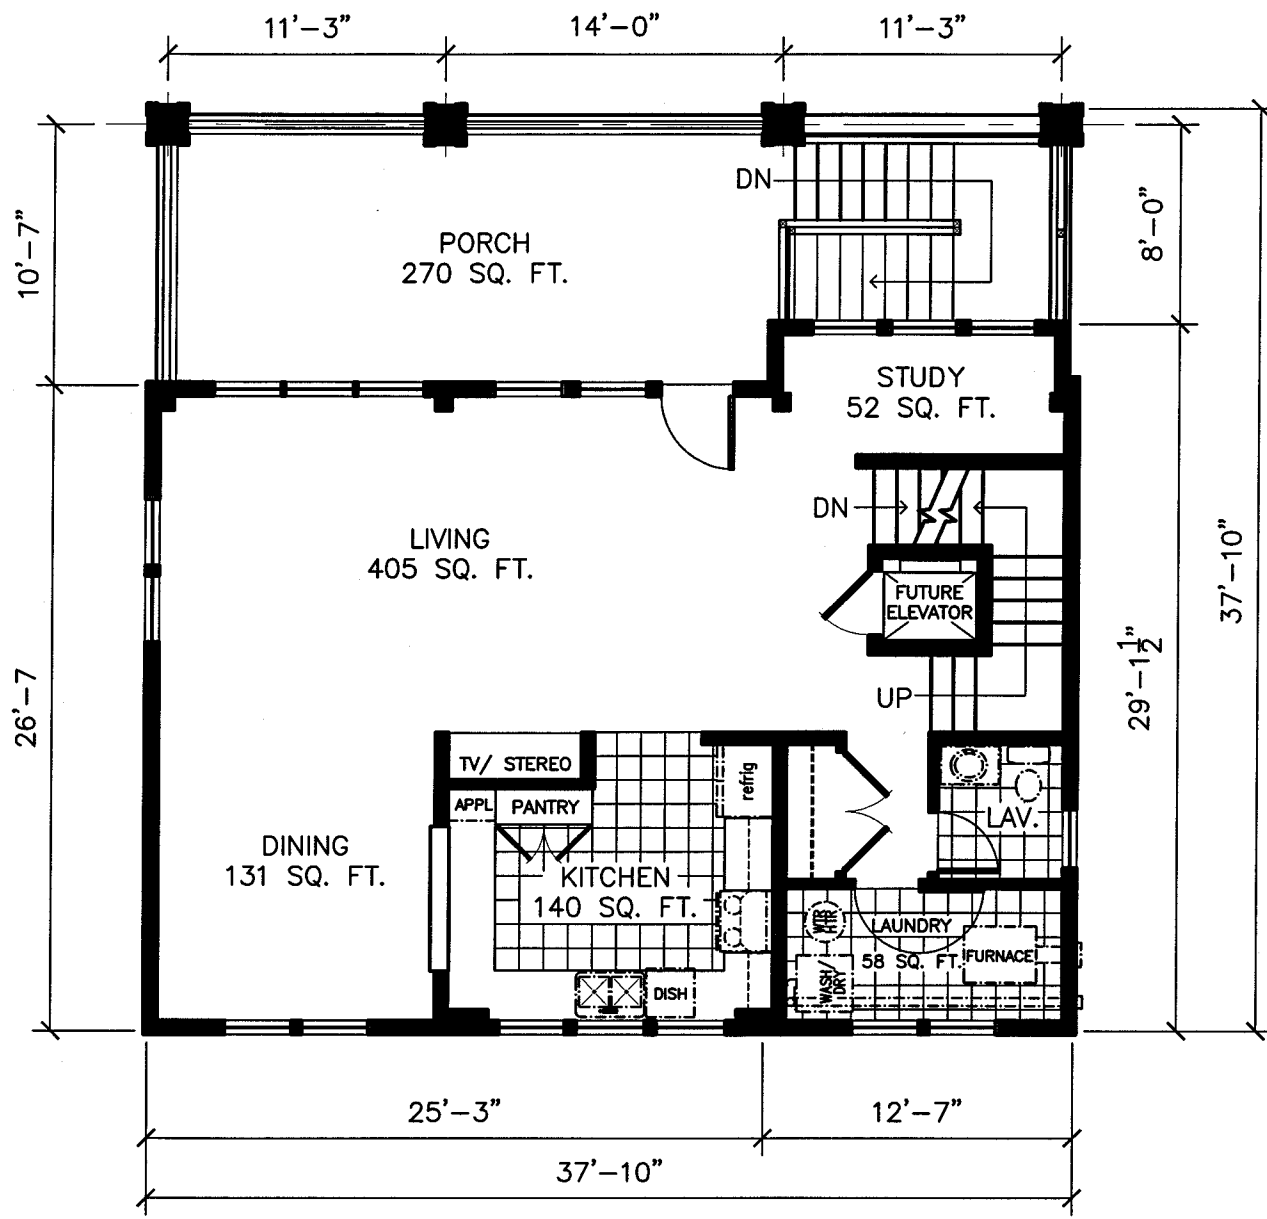 11'-3" 14'-0" 11'-3"
DN
10'-7"
8'-0"
PORCH
270 SQ. FT.
STUDY
52 SQ. FT.
DN
LIVING
405 SQ. FT.
37'-10"
FUTURE
ELEVATOR
29'-1 1/2"
26'-7
UP
TV/ STEREO
refrig
APPL PANTRY
LAV.
DINING
131 SQ. FT.
KITCHEN
140 SQ. FT.
WTR
HTR
LAUNDRY
58 SQ. FT.
FURNACE
WASH/
DRY
DISH
25'-3" 12'-7"
37'-10"